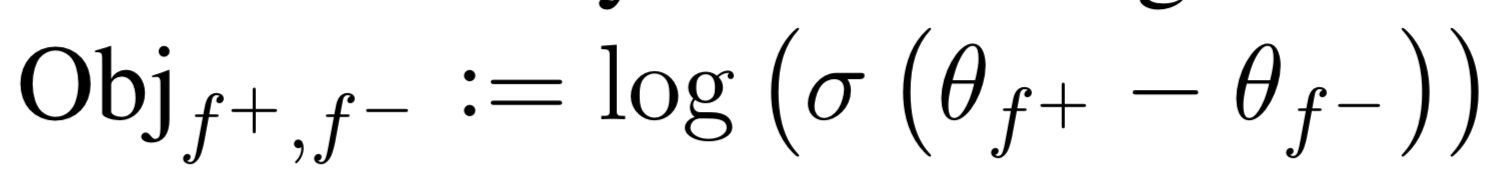 Obj_{f^+, f^-} := log (σ (θ_{f^+} − θ_{f^-}))